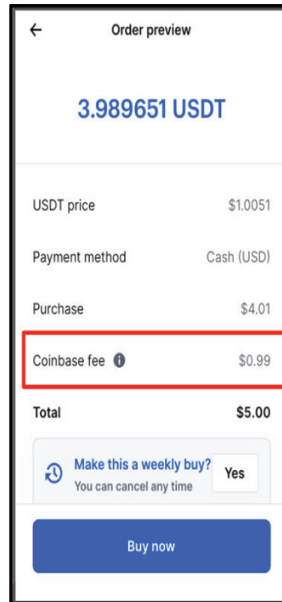 Order preview
3.989651 USDT
USDT price $1.0051
Payment method Cash (USD)
Purchase $4.01
Coinbase fee $0.99
Total $5.00
Make this a weekly buy? Yes
You can cancel any time
Buy now